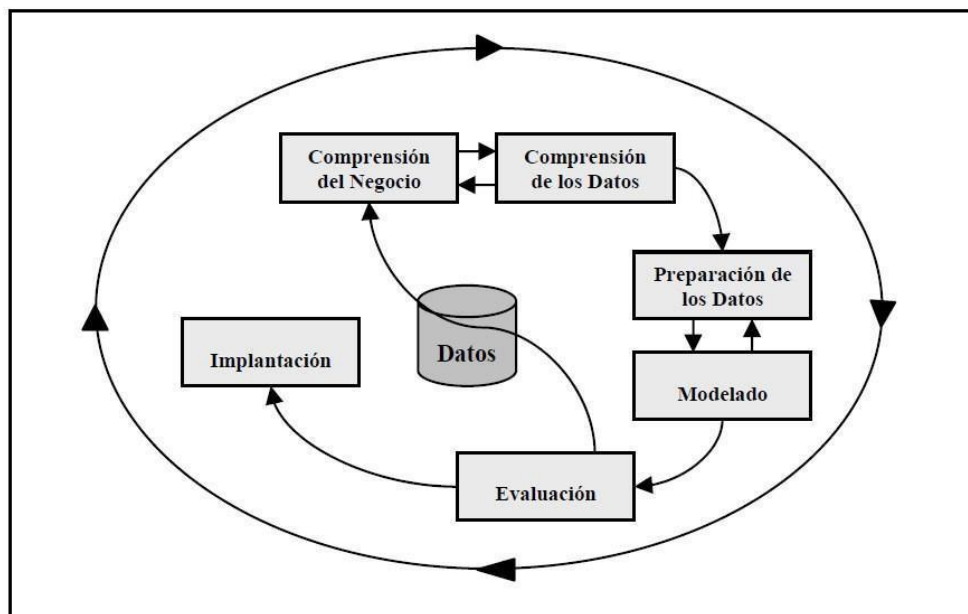 Comprensión
del Negocio
Comprensión
de los Datos
Preparación de
los Datos
Modelado
Evaluación
Implantación
Datos